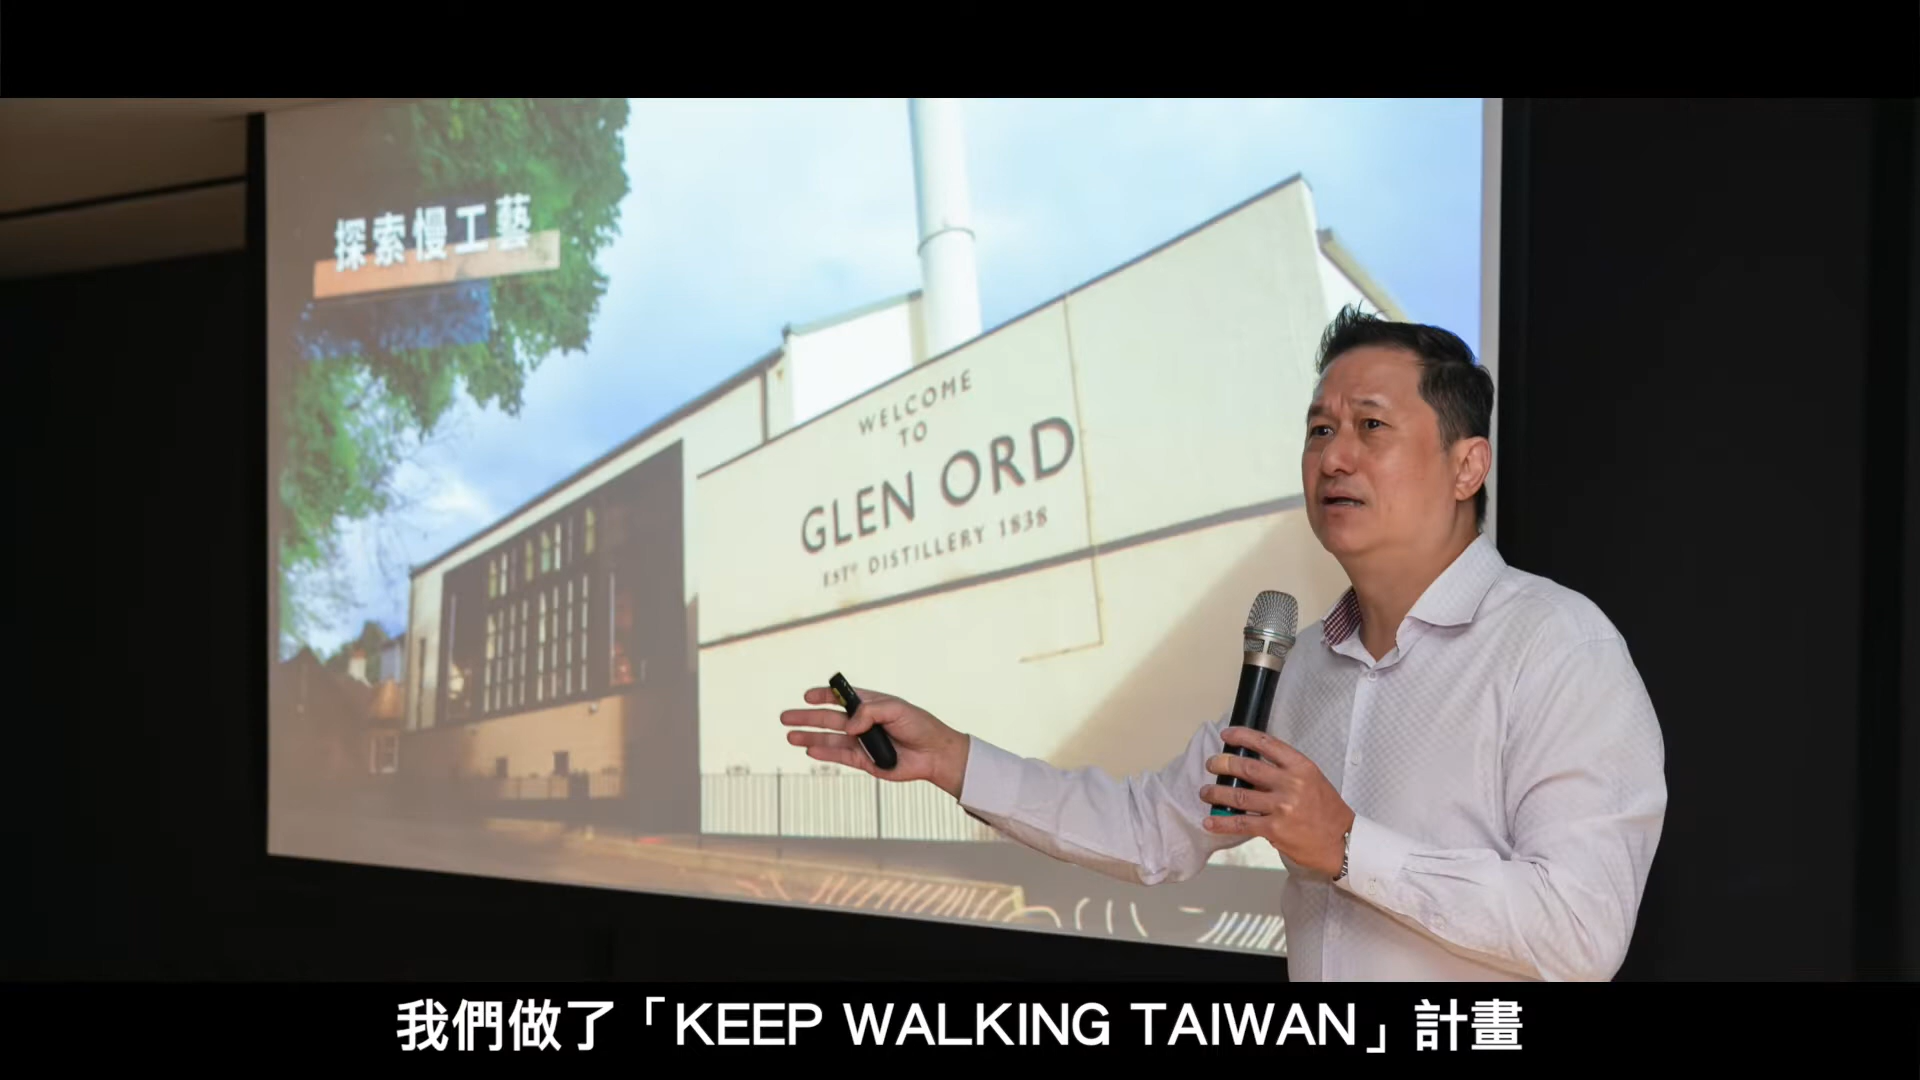 探索慢工藝
WELCOME
TO
GLEN ORD
ESTD DISTILLERY 1838
我們做了「KEEP WALKING TAIWAN」計畫